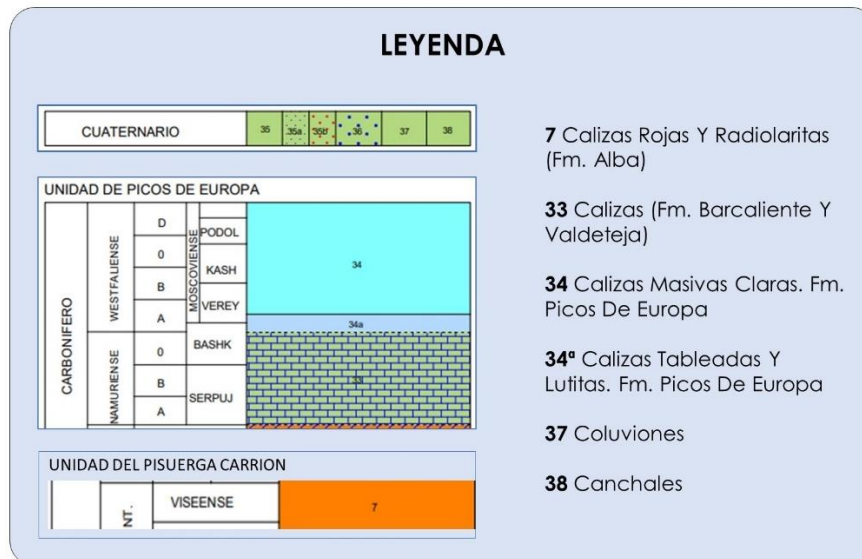 LEYENDA
CUATERNARIO
35
35a
35b
36
37
38
UNIDAD DE PICOS DE EUROPA
CARBONIFERO
WESTFALIENSE
NAMURIENSE
D
0
B
A
0
B
A
MOSCOVIENSE
PODOL
KASH
VEREY
BASHK
SERPUJ
34
34a
33
UNIDAD DEL PISUERGA CARRION
NT.
VISEENSE
7
7 Calizas Rojas Y Radiolaritas
(Fm. Alba)
33 Calizas (Fm. Barcaliente Y
Valdeteja)
34 Calizas Masivas Claras. Fm.
Picos De Europa
34ª Calizas Tableadas Y
Lutitas. Fm. Picos De Europa
37 Coluviones
38 Canchales